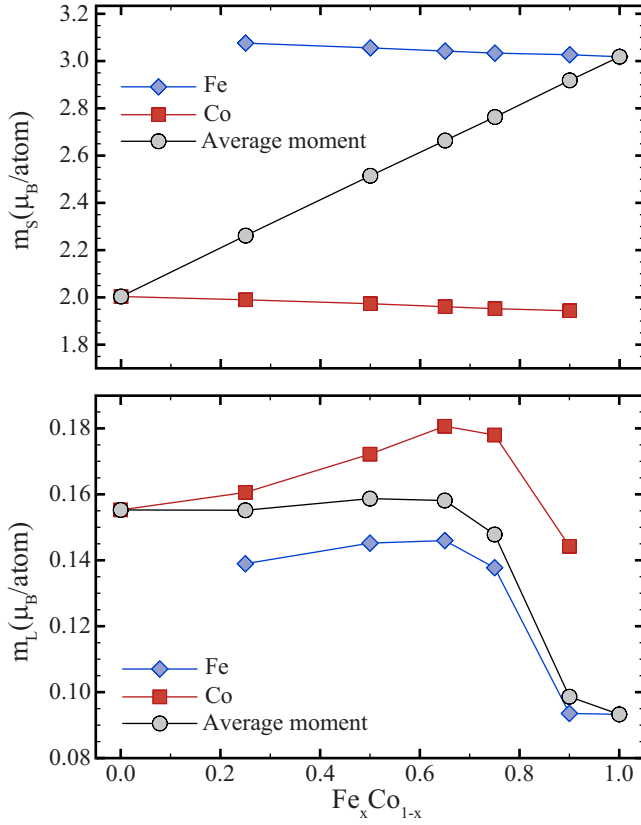 3.2
3.0
2.8
2.6
2.4
2.2
2.0
1.8
m_S(μ_B/atom)
Fe
Co
Average moment
0.18
0.16
0.14
0.12
0.10
0.08
m_L(μ_B/atom)
Fe
Co
Average moment
0.0 0.2 0.4 0.6 0.8 1.0
Fe_xCo_{1-x}